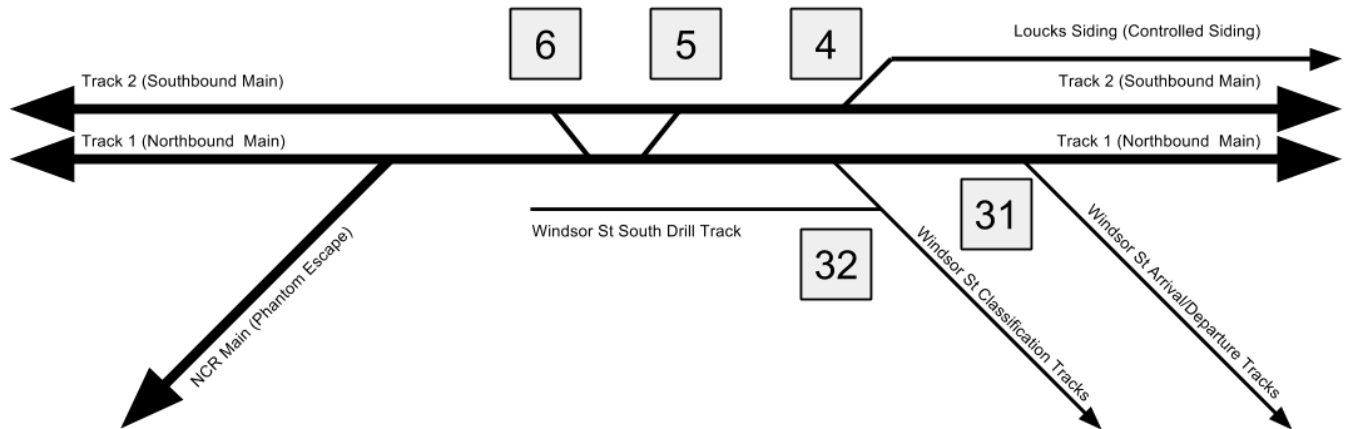 6
5
4
Loucks Siding (Controlled Siding)
Track 2 (Southbound Main)
Track 2 (Southbound Main)
Track 1 (Northbound  Main)
Track 1 (Northbound  Main)
31
Windsor St South Drill Track
32
NCR Main (Phantom Escape)
Windsor St Classification Tracks
Windsor St Arrival/Departure Tracks